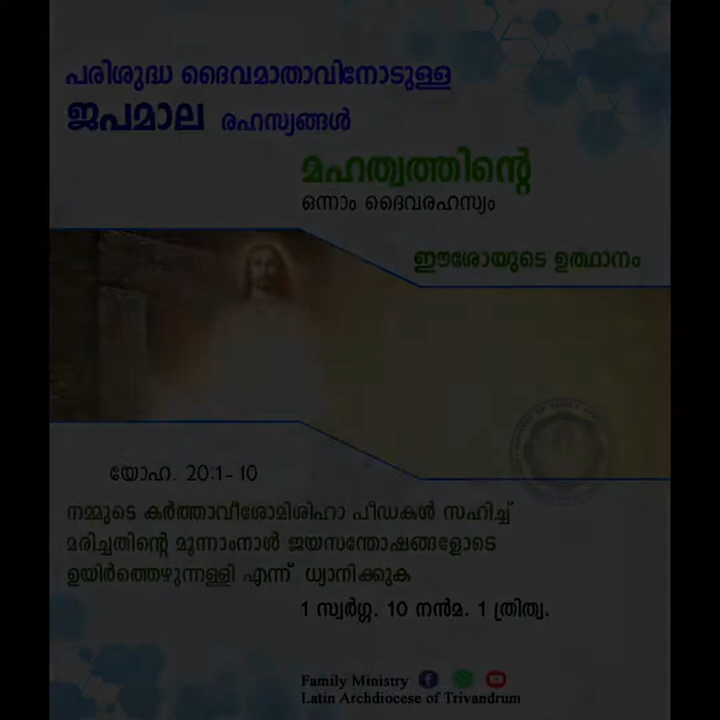 പരിശുദ്ധ ദൈവമാതാവിനോടുള്ള
ജപമാല രഹസ്യങ്ങൾ
മഹത്വത്തിന്റെ
ഒന്നാം ദൈവരഹസ്യം
ഈശോയുടെ ഉത്ഥാനം
യോഹ. 20:1- 10
നമ്മുടെ കർത്താവീശോമിശിഹാ പീഡകൾ സഹിച്ച്
മരിച്ചതിന്റെ മൂന്നാംനാൾ ജയസന്തോഷങ്ങളോടെ
ഉയിർത്തെഴുന്നള്ളി എന്ന് ധ്യാനിക്കുക
1 സ്വർഗ്ഗ. 10 നൻമ. 1 ത്രിത്വ.
Family Ministry
Latin Archdiocese of Trivandrum